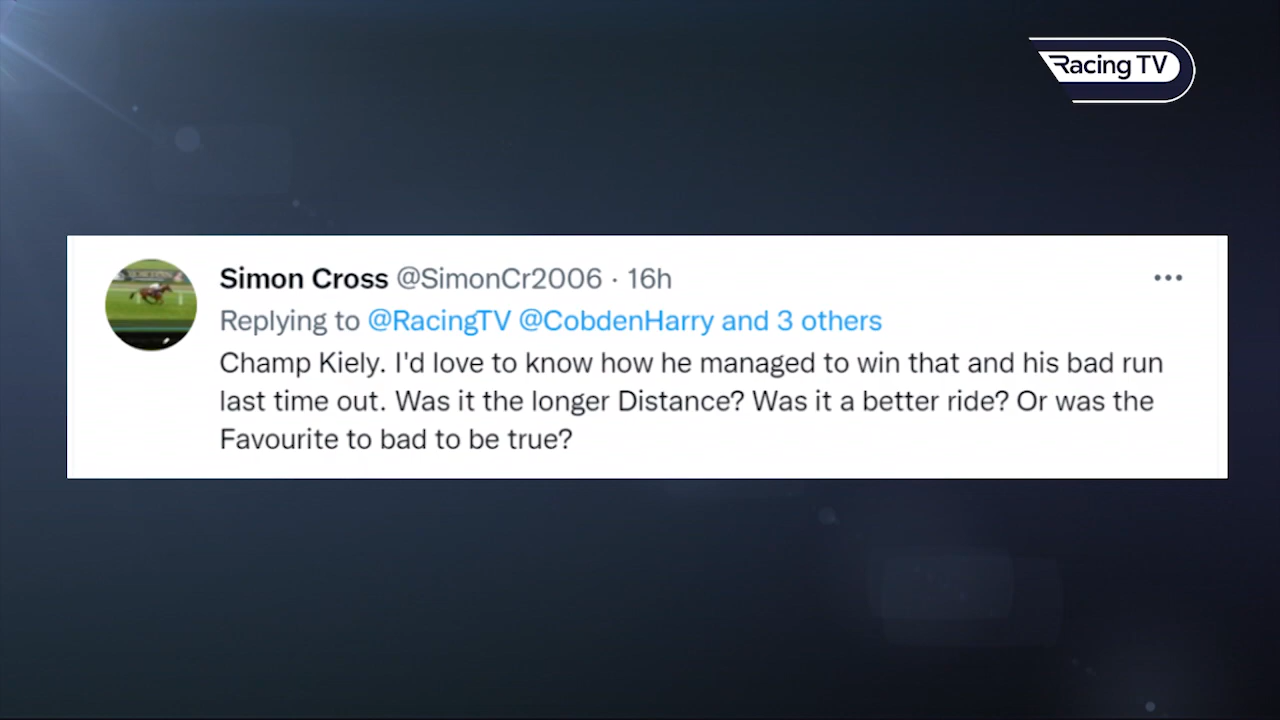 Racing TV
Simon Cross @SimonCr2006 · 16h
Replying to @RacingTV @CobdenHarry and 3 others
Champ Kiely. I'd love to know how he managed to win that and his bad run
last time out. Was it the longer Distance? Was it a better ride? Or was the
Favourite to bad to be true?